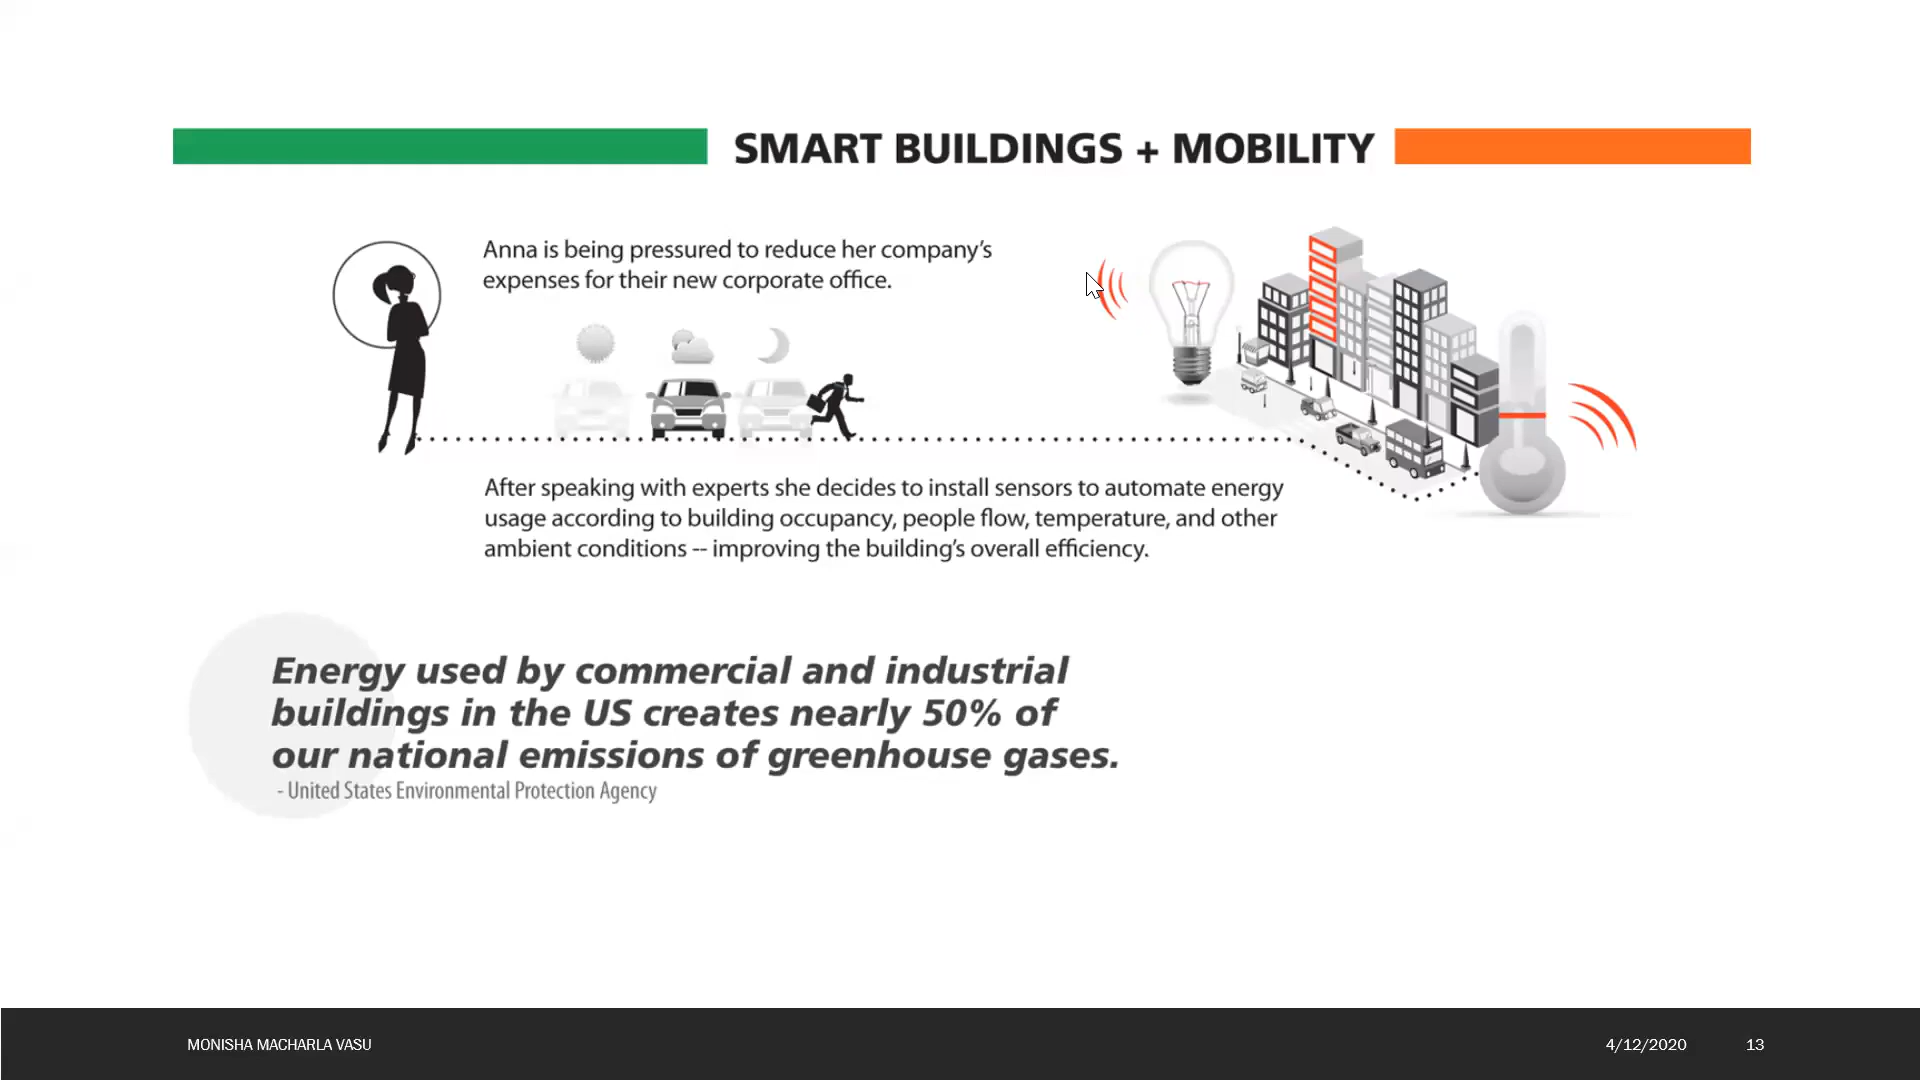 SMART BUILDINGS + MOBILITY
Anna is being pressured to reduce her company's
expenses for their new corporate office.
After speaking with experts she decides to install sensors to automate energy
usage according to building occupancy, people flow, temperature, and other
ambient conditions -- improving the building's overall efficiency.
Energy used by commercial and industrial
buildings in the US creates nearly 50% of
our national emissions of greenhouse gases.
- United States Environmental Protection Agency
MONISHA MACHARLA VASU
4/12/2020
13